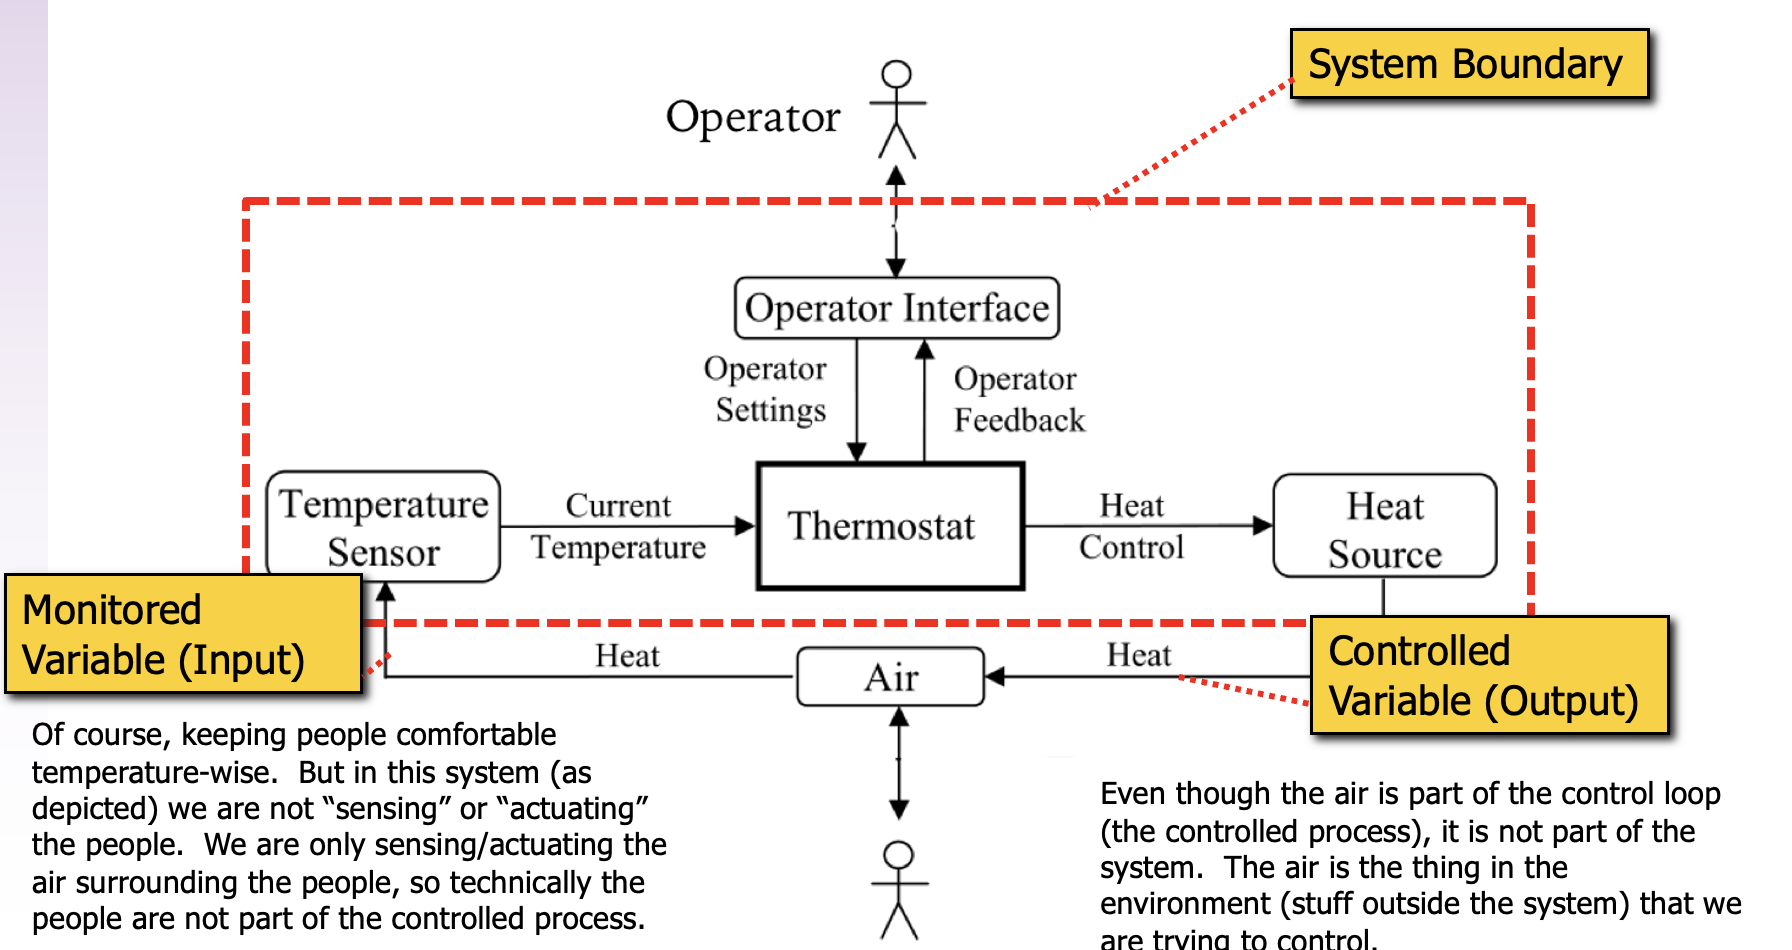 System Boundary
Operator
Operator Interface
Operator
Settings
Operator
Feedback
Temperature
Sensor
Current
Temperature
Thermostat
Heat
Control
Heat
Source
Monitored
Variable (Input)
Heat
Air
Heat
Controlled
Variable (Output)
Of course, keeping people comfortable
temperature-wise.  But in this system (as
depicted) we are not “sensing” or “actuating”
the people.  We are only sensing/actuating the
air surrounding the people, so technically the
people are not part of the controlled process.
Even though the air is part of the control loop
(the controlled process), it is not part of the
system.  The air is the thing in the
environment (stuff outside the system) that we
are trying to control.